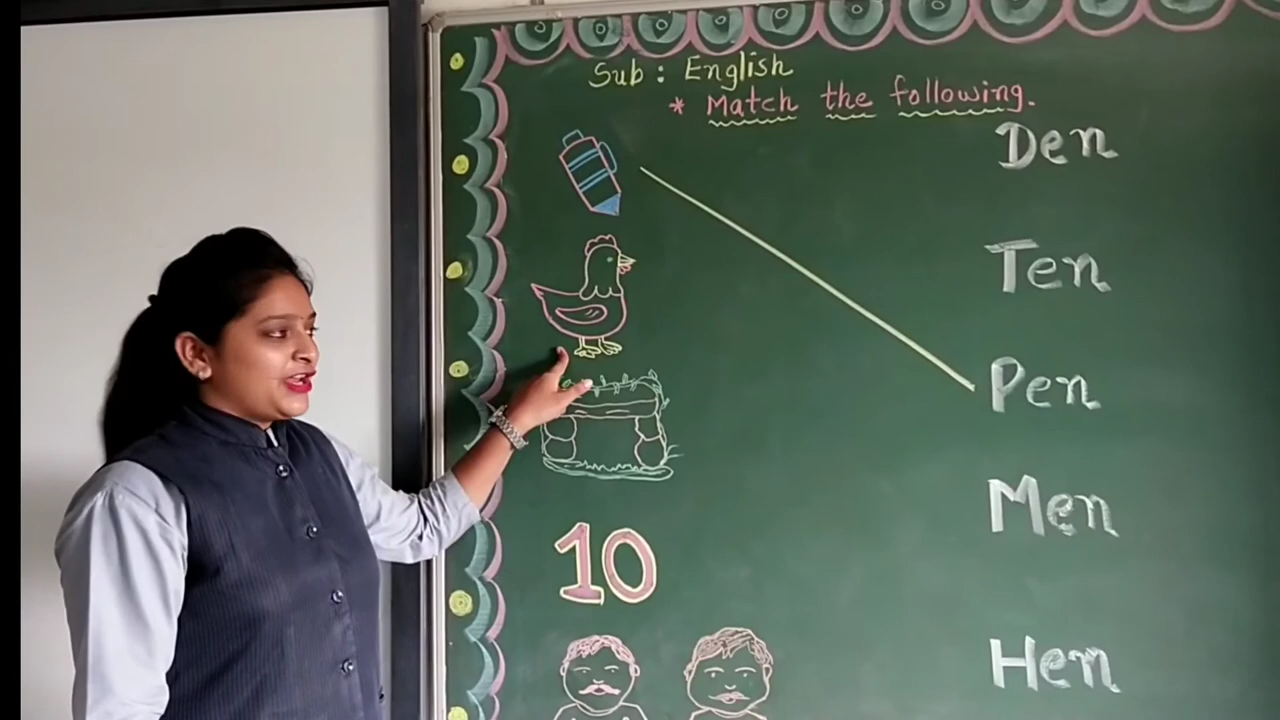 Sub : English
* Match the following.
Den
Ten
Pen
Men
10
Hen